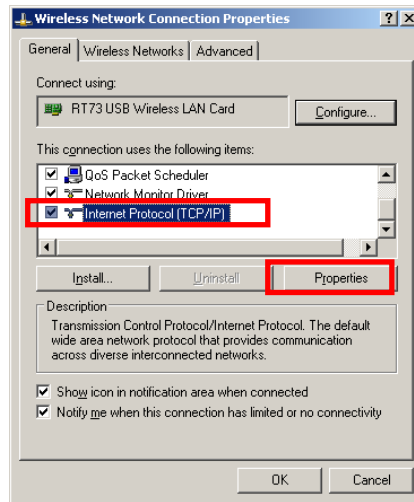 Wireless Network Connection Properties
General Wireless Networks Advanced
Connect using:
RT73 USB Wireless LAN Card Configure...
This connection uses the following items:
QoS Packet Scheduler
Network Monitor Driver
Internet Protocol (TCP/IP)
Install... Uninstall Properties
Description
Transmission Control Protocol/Internet Protocol. The default
wide area network protocol that provides communication
across diverse interconnected networks.
Show icon in notification area when connected
Notify me when this connection has limited or no connectivity
OK Cancel